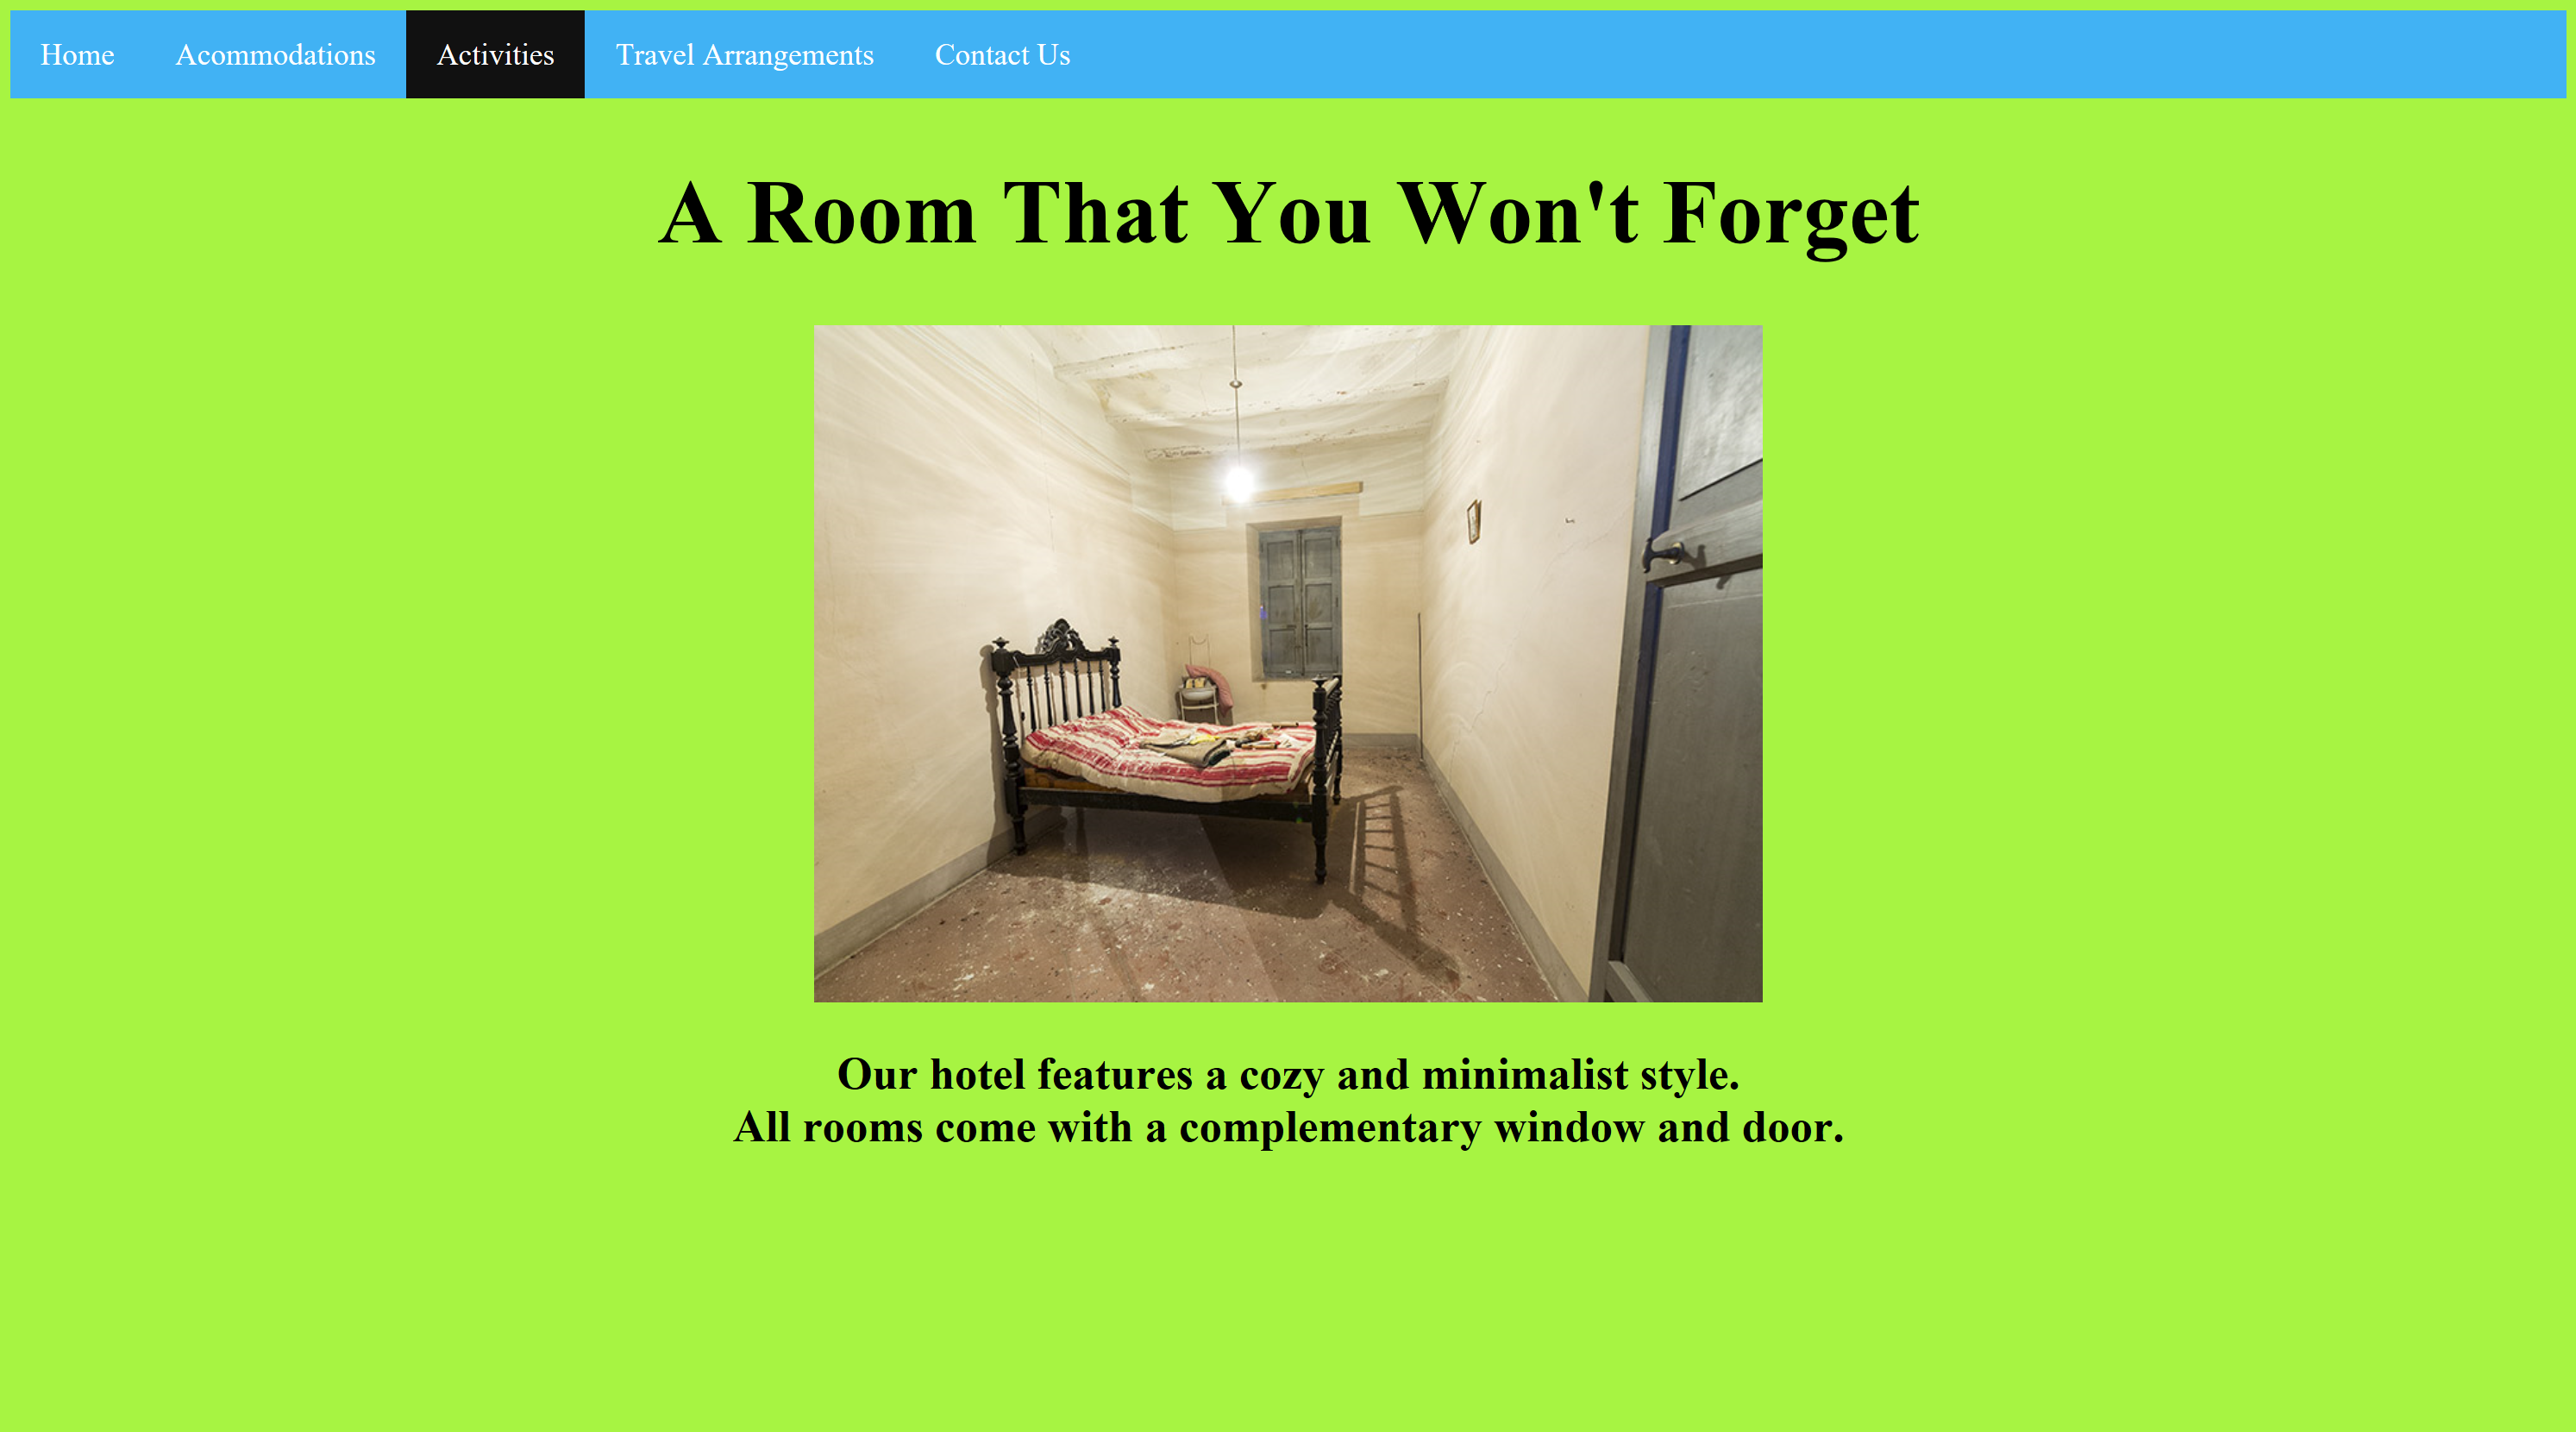 Home Acommodations Activities Travel Arrangements Contact Us
A Room That You Won't Forget
Our hotel features a cozy and minimalist style.
All rooms come with a complementary window and door.